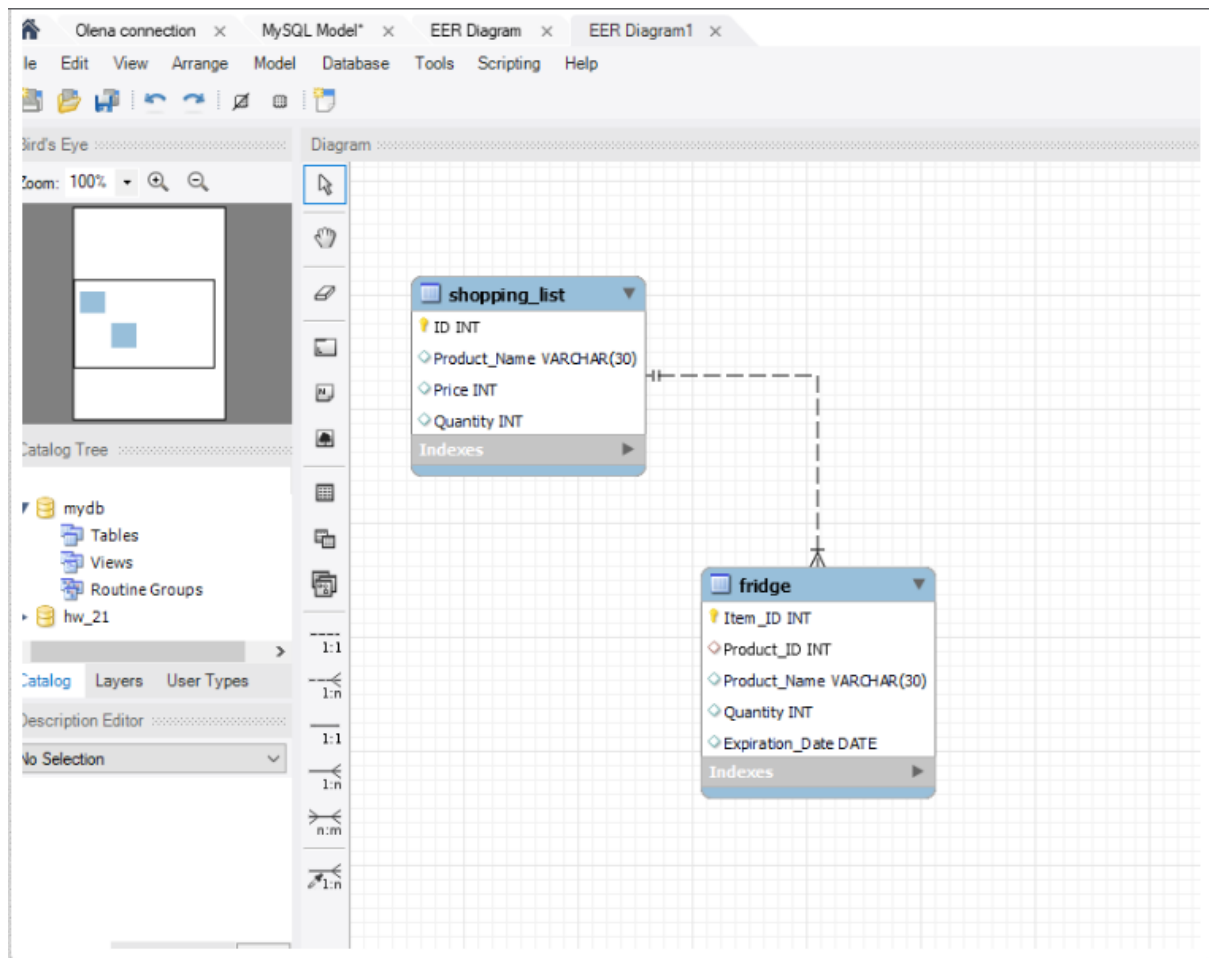 Olena connection × MySQL Model* × EER Diagram × EER Diagram1 ×
le Edit View Arrange Model Database Tools Scripting Help
Bird's Eye
Diagram
Zoom: 100%
shopping_list
ID INT
Product_Name VARCHAR(30)
Price INT
Quantity INT
Indexes
Catalog Tree
mydb
Tables
Views
Routine Groups
hw_21
Catalog Layers User Types
Description Editor
No Selection
1:1
1:n
1:1
1:n
n:m
1:n
fridge
Item_ID INT
Product_ID INT
Product_Name VARCHAR(30)
Quantity INT
Expiration_Date DATE
Indexes